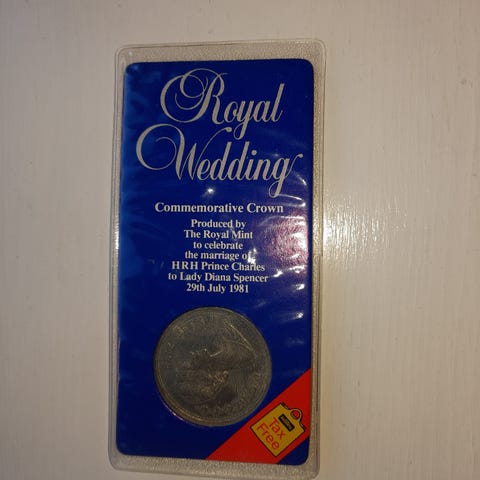 Royal
Wedding
Commemorative Crown
Produced by
The Royal Mint
to celebrate
the marriage of
HRH Prince Charles
to Lady Diana Spencer
29th July 1981
Tax
Free